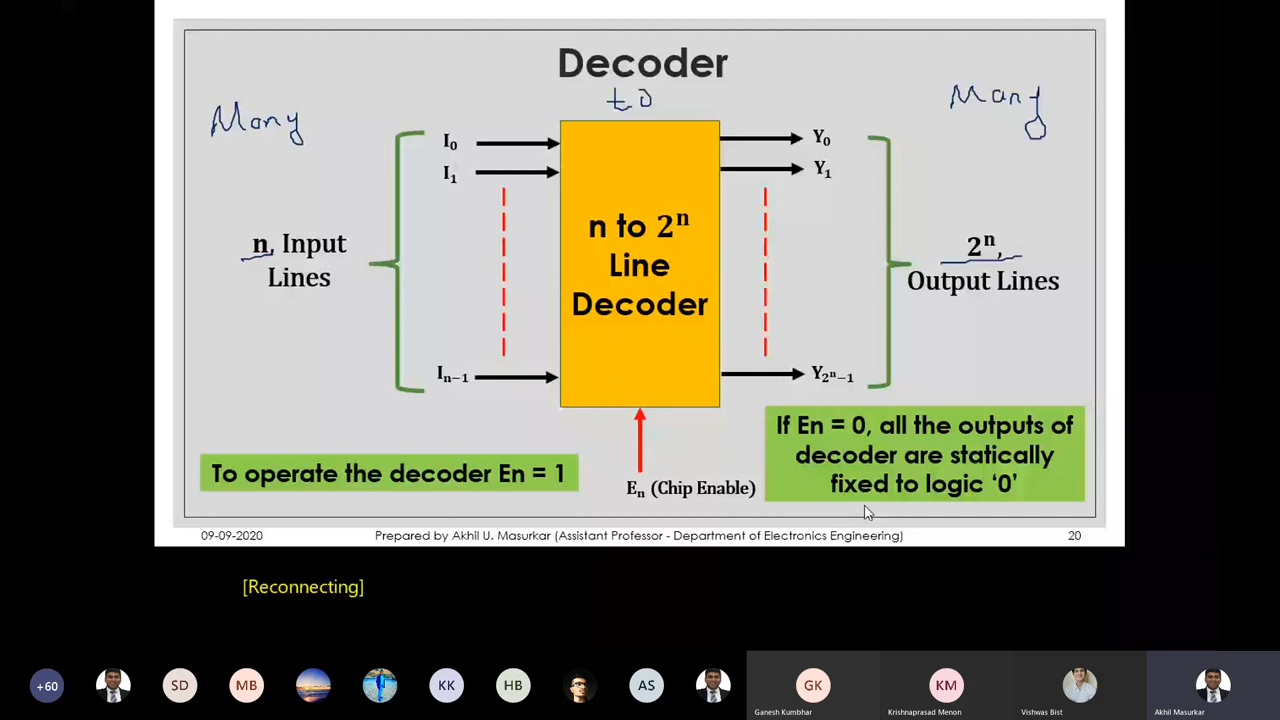 Decoder
Many to Many
I₀
I₁
Iₙ₋₁
n, Input
Lines
n to 2ⁿ
Line
Decoder
Y₀
Y₁
Y₂ⁿ₋₁
2ⁿ,
Output Lines
To operate the decoder En = 1
Eₙ (Chip Enable)
If En = 0, all the outputs of
decoder are statically
fixed to logic ‘0’
09-09-2020 Prepared by Akhil U. Masurkar (Assistant Professor - Department of Electronics Engineering) 20
[Reconnecting]
+60 SD MB KK HB AS GK KM
Ganesh Kumbhar Krishnaprasad Menon Vishwas Bist Akhil Masurkar